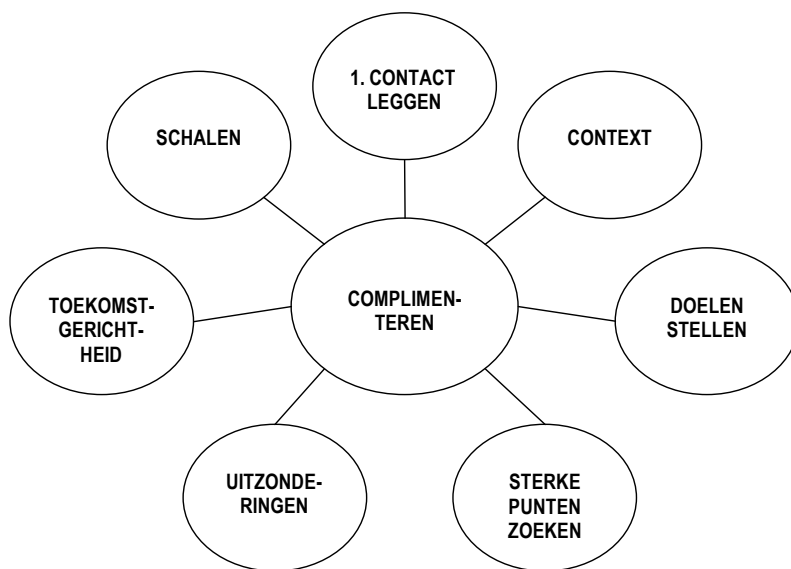 1. CONTACT
LEGGEN
SCHALEN
CONTEXT
TOEKOMST-
GERICHT-
HEID
COMPLIMEN-
TEREN
DOELEN
STELLEN
UITZONDE-
RINGEN
STERKE
PUNTEN
ZOEKEN